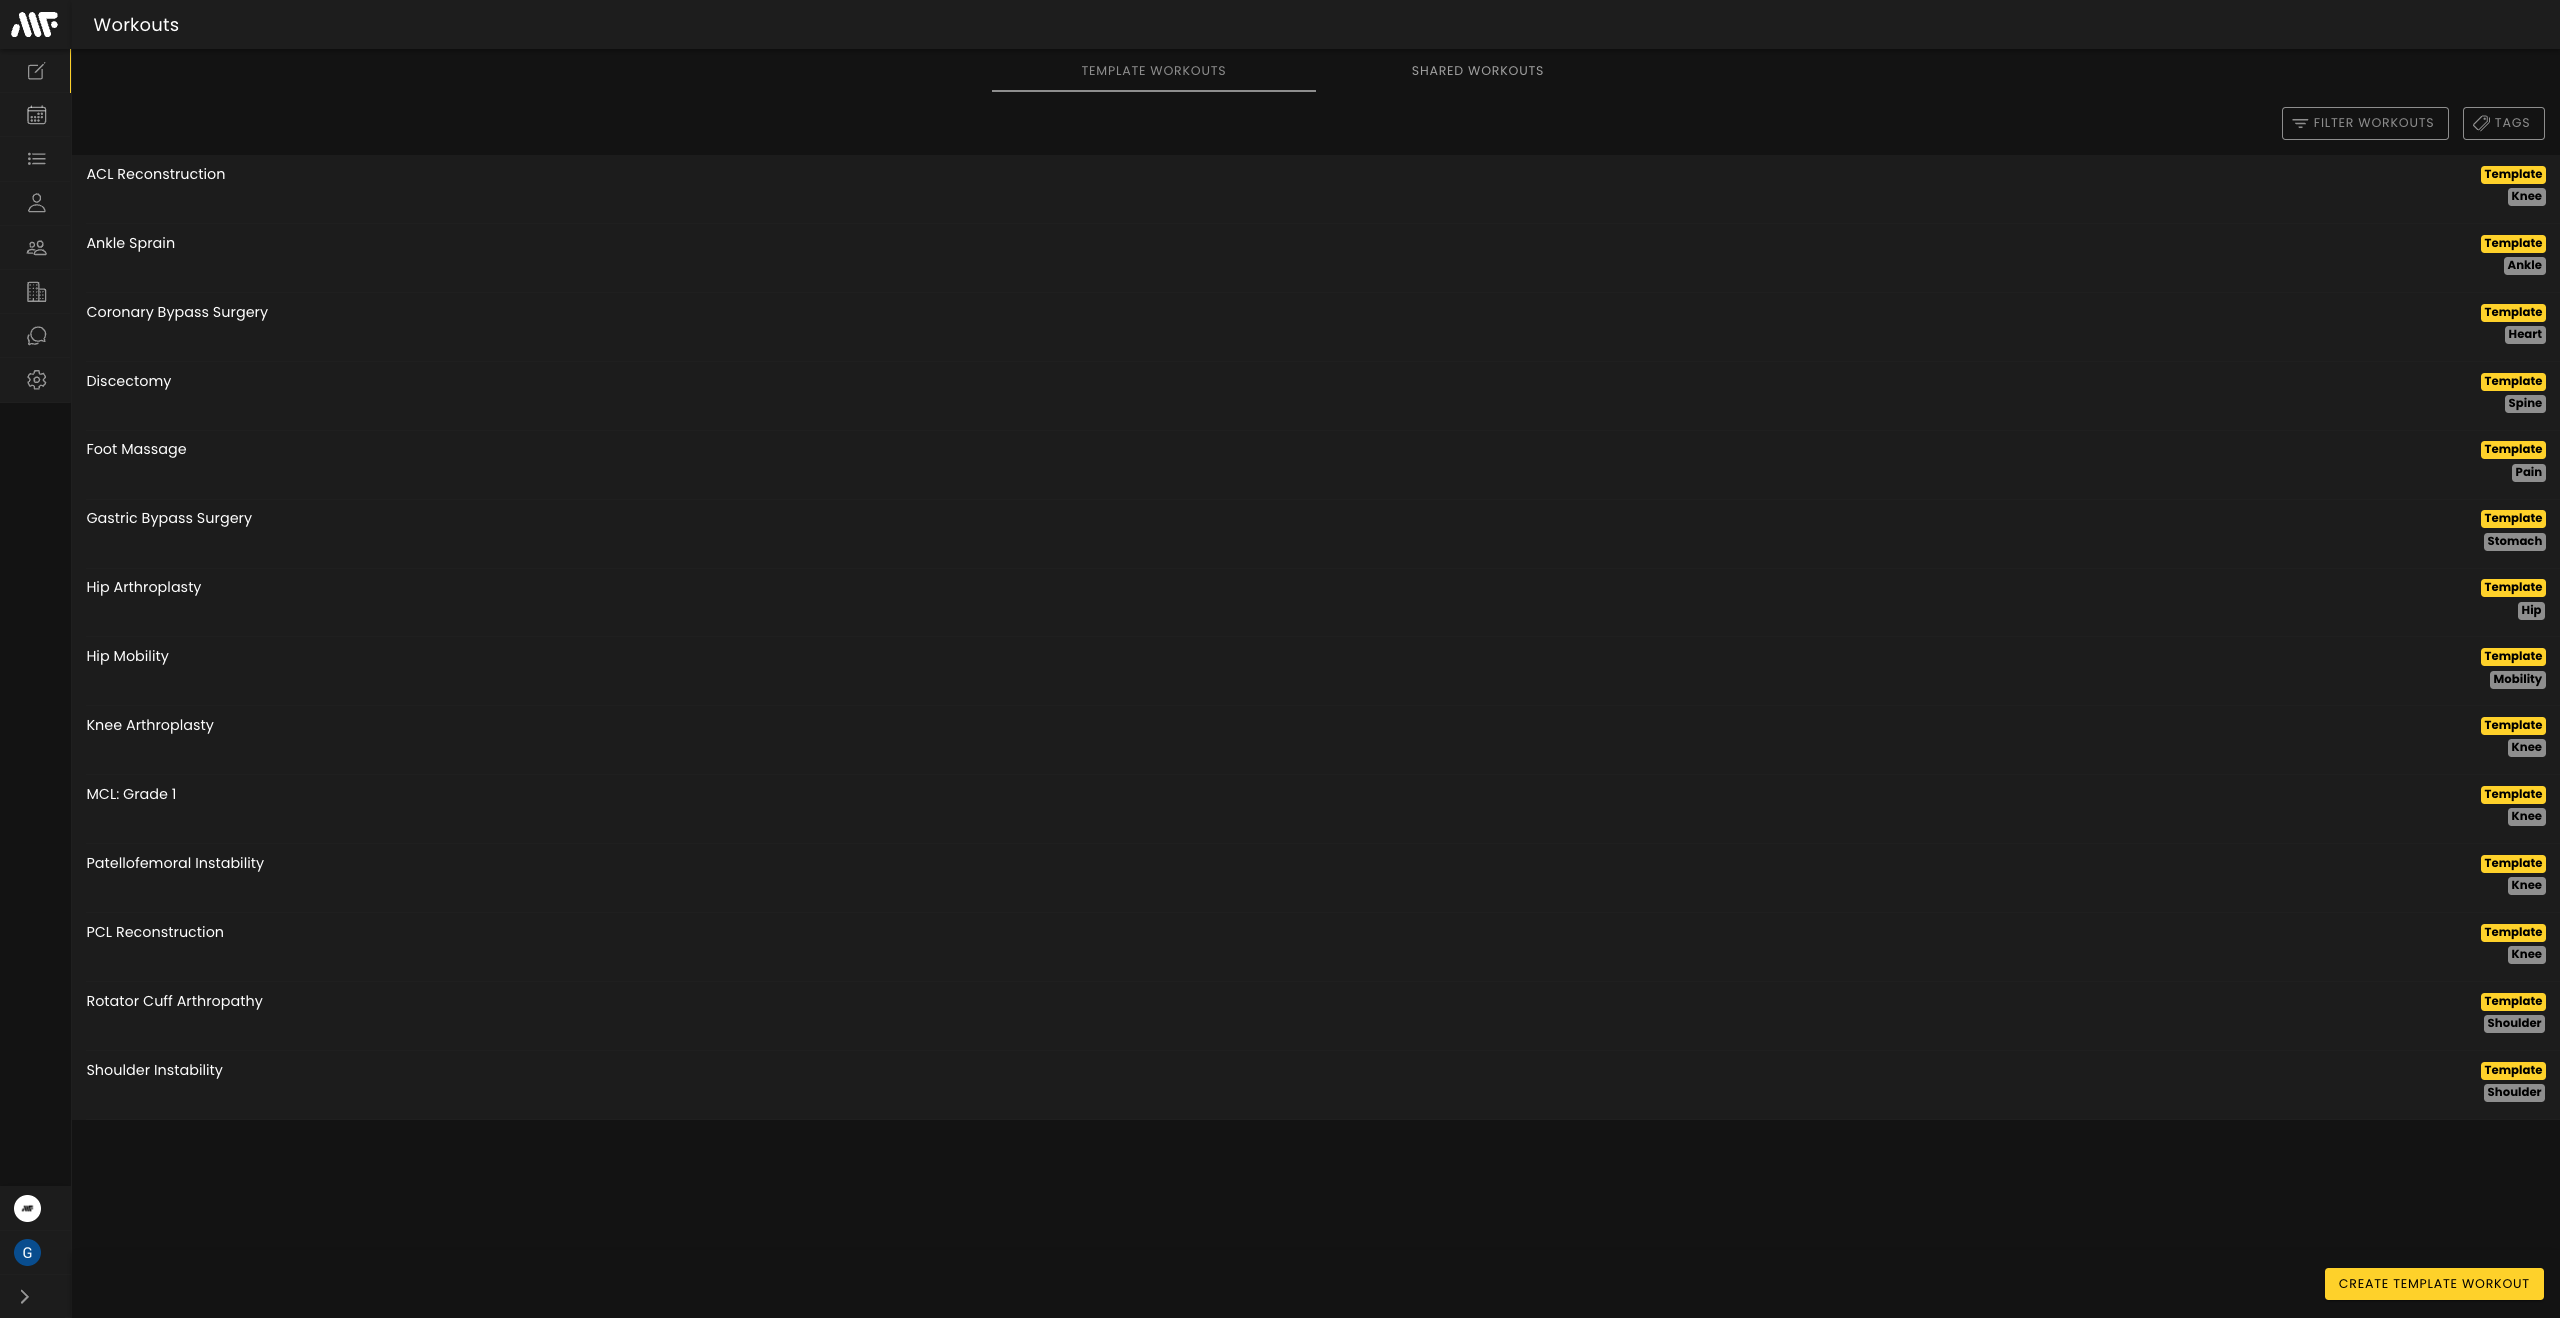 Workouts
TEMPLATE WORKOUTS
SHARED WORKOUTS
FILTER WORKOUTS
TAGS
ACL Reconstruction
Template
Knee
Ankle Sprain
Template
Ankle
Coronary Bypass Surgery
Template
Heart
Discectomy
Template
Spine
Foot Massage
Template
Pain
Gastric Bypass Surgery
Template
Stomach
Hip Arthroplasty
Template
Hip
Hip Mobility
Template
Mobility
Knee Arthroplasty
Template
Knee
MCL: Grade 1
Template
Knee
Patellofemoral Instability
Template
Knee
PCL Reconstruction
Template
Knee
Rotator Cuff Arthropathy
Template
Shoulder
Shoulder Instability
Template
Shoulder
G
CREATE TEMPLATE WORKOUT